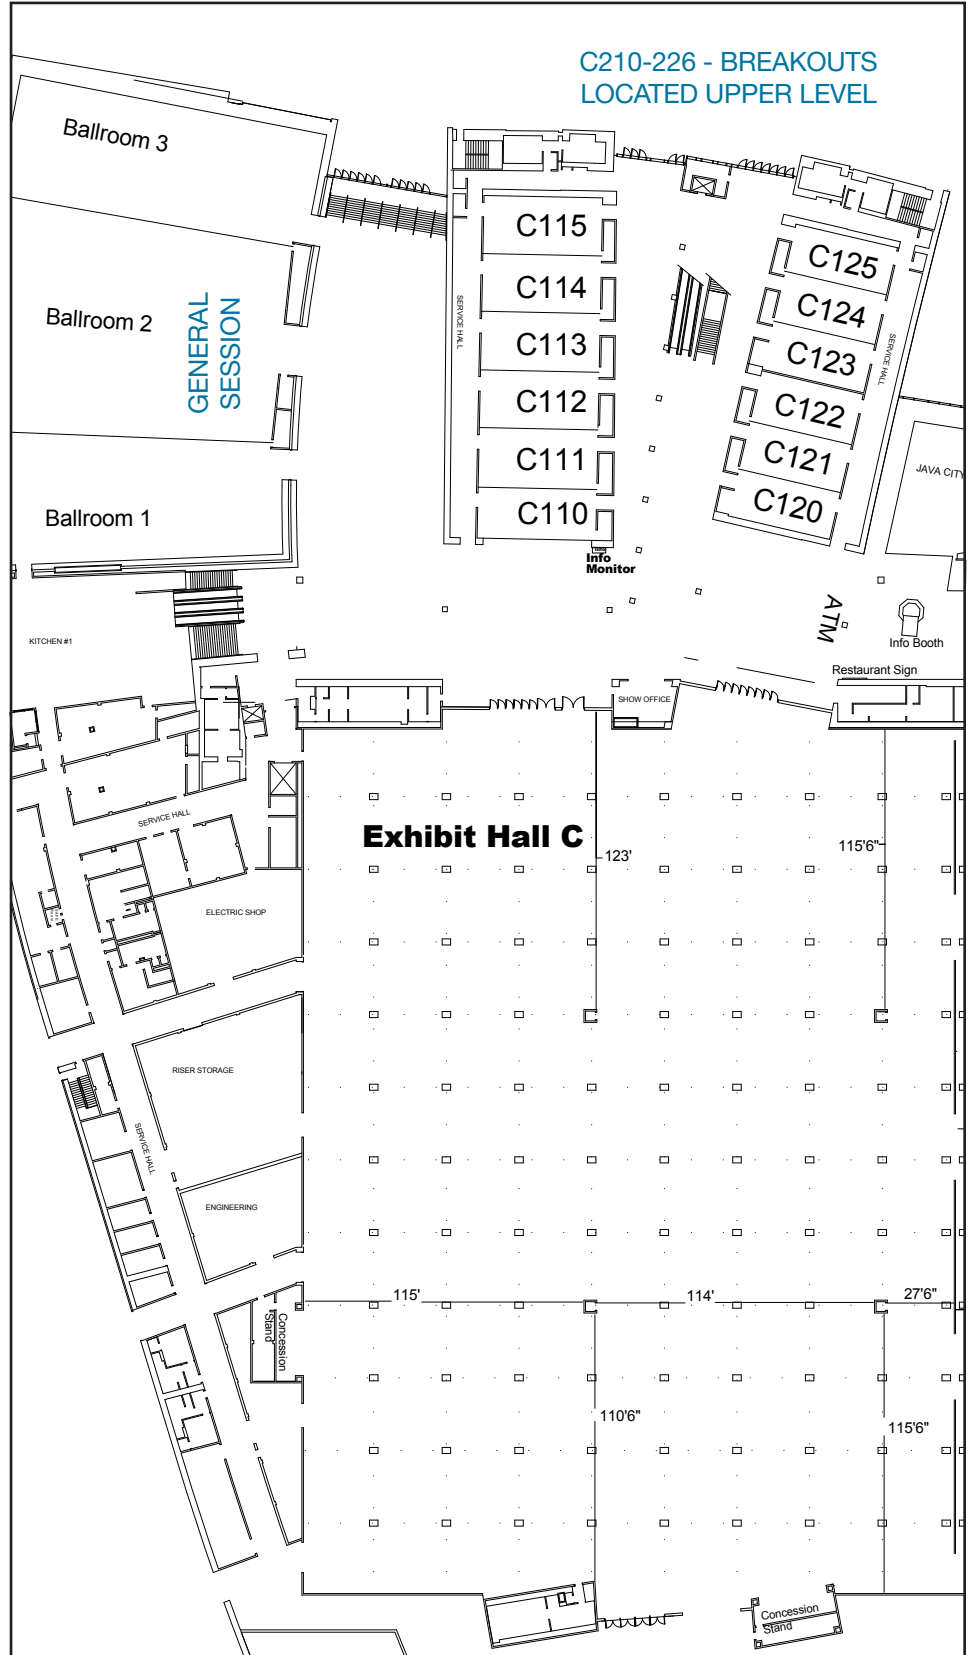 C210-226 - BREAKOUTS
LOCATED UPPER LEVEL
Ballroom 3
C115
C125
C114
C124
Ballroom 2
GENERAL
SESSION
SERVICE HALL
C113
C123
SERVICE HALL
C112
C122
C111
C121
JAVA CITY
Ballroom 1
C110
C120
Info
Monitor
ATM
KITCHEN #1
Info Booth
Restaurant Sign
SHOW OFFICE
SERVICE HALL
Exhibit Hall C
123'
115'6"
ELECTRIC SHOP
RISER STORAGE
SERVICE HALL
ENGINEERING
115'
114'
27'6"
Concession
Stand
110'6"
115'6"
Concession
Stand